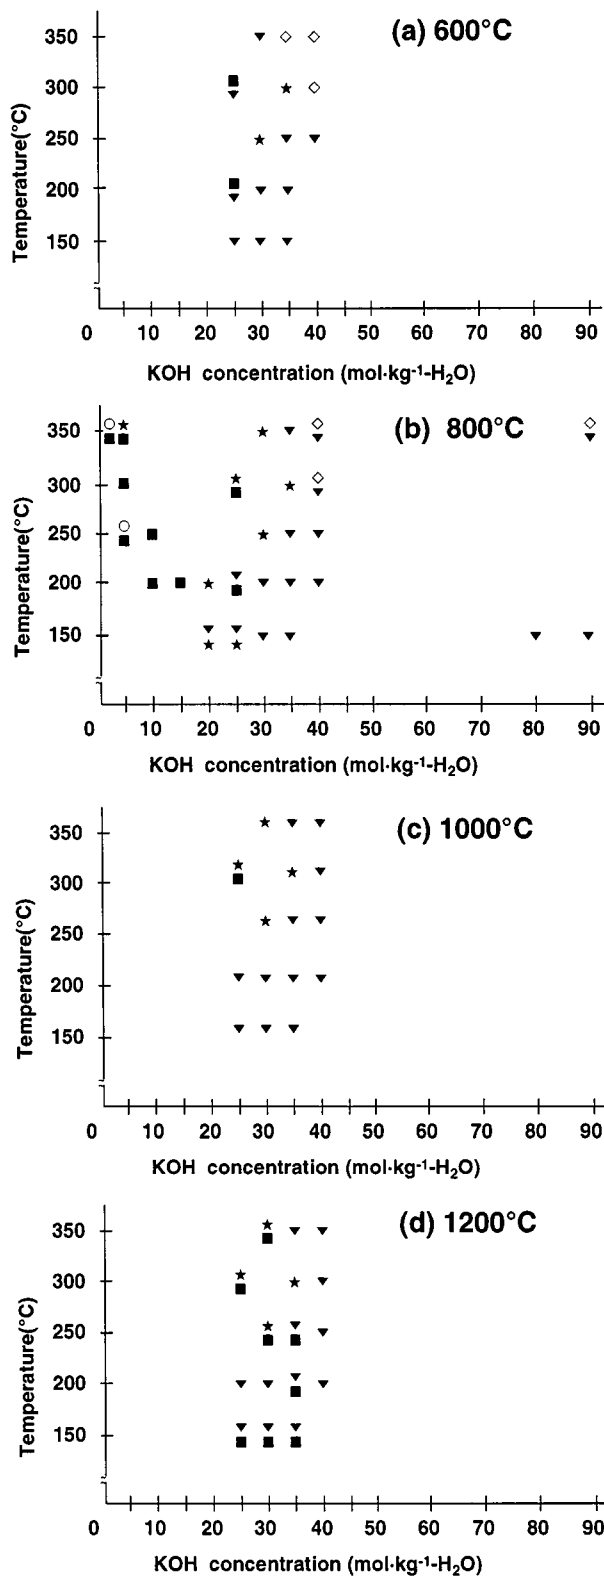 (a) 600°C
350
300
250
200
150
Temperature(°C)
0 10 20 30 40 50 60 70 80 90
KOH concentration (mol·kg⁻¹-H₂O)
(b) 800°C
350
300
250
200
150
Temperature(°C)
0 10 20 30 40 50 60 70 80 90
KOH concentration (mol·kg⁻¹-H₂O)
(c) 1000°C
350
300
250
200
150
Temperature(°C)
0 10 20 30 40 50 60 70 80 90
KOH concentration (mol·kg⁻¹-H₂O)
(d) 1200°C
350
300
250
200
150
Temperature(°C)
0 10 20 30 40 50 60 70 80 90
KOH concentration (mol·kg⁻¹-H₂O)